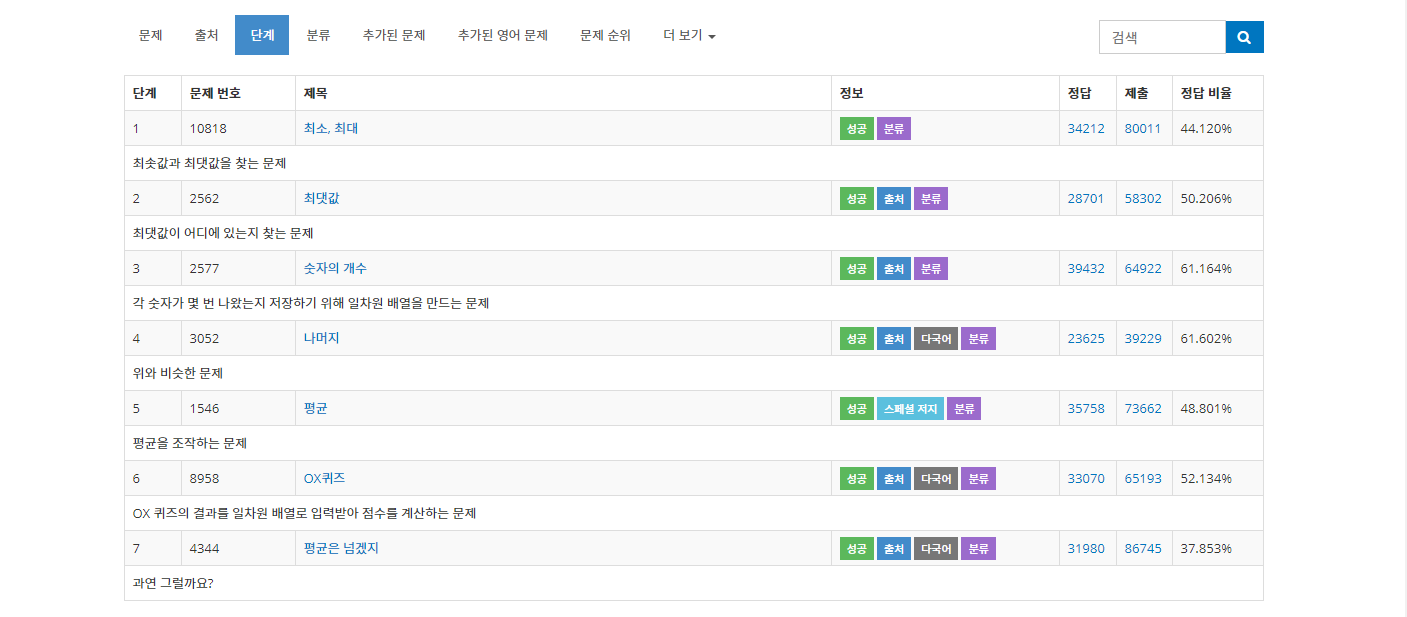 문제 출처 단계 분류 추가된 문제 추가된 영어 문제 문제 순위 더 보기 검색
단계 문제 번호 제목 정보 정답 제출 정답 비율
1 10818 최소, 최대 성공 분류 34212 80011 44.120%
최솟값과 최댓값을 찾는 문제
2 2562 최댓값 성공 출처 분류 28701 58302 50.206%
최댓값이 어디에 있는지 찾는 문제
3 2577 숫자의 개수 성공 출처 분류 39432 64922 61.164%
각 숫자가 몇 번 나왔는지 저장하기 위해 일차원 배열을 만드는 문제
4 3052 나머지 성공 출처 다국어 분류 23625 39229 61.602%
위와 비슷한 문제
5 1546 평균 성공 스페셜 저지 분류 35758 73662 48.801%
평균을 조작하는 문제
6 8958 OX퀴즈 성공 출처 다국어 분류 33070 65193 52.134%
OX 퀴즈의 결과를 일차원 배열로 입력받아 점수를 계산하는 문제
7 4344 평균은 넘겠지 성공 출처 다국어 분류 31980 86745 37.853%
과연 그럴까요?